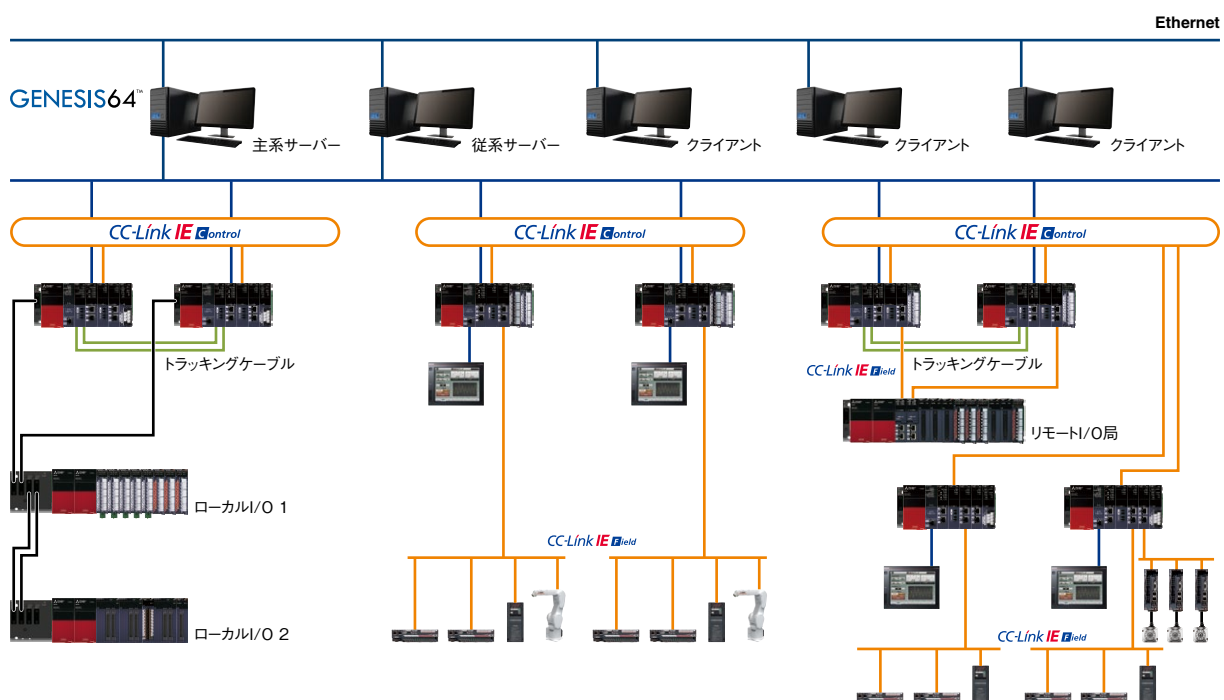 Ethernet
GENESIS64™
主系サーバー
従系サーバー
クライアント
クライアント
クライアント
CC-Link IE Control
CC-Link IE Control
CC-Link IE Control
トラッキングケーブル
CC-Link IE Field
トラッキングケーブル
リモートI/O局
ローカルI/O 1
CC-Link IE Field
ローカルI/O 2
CC-Link IE Field